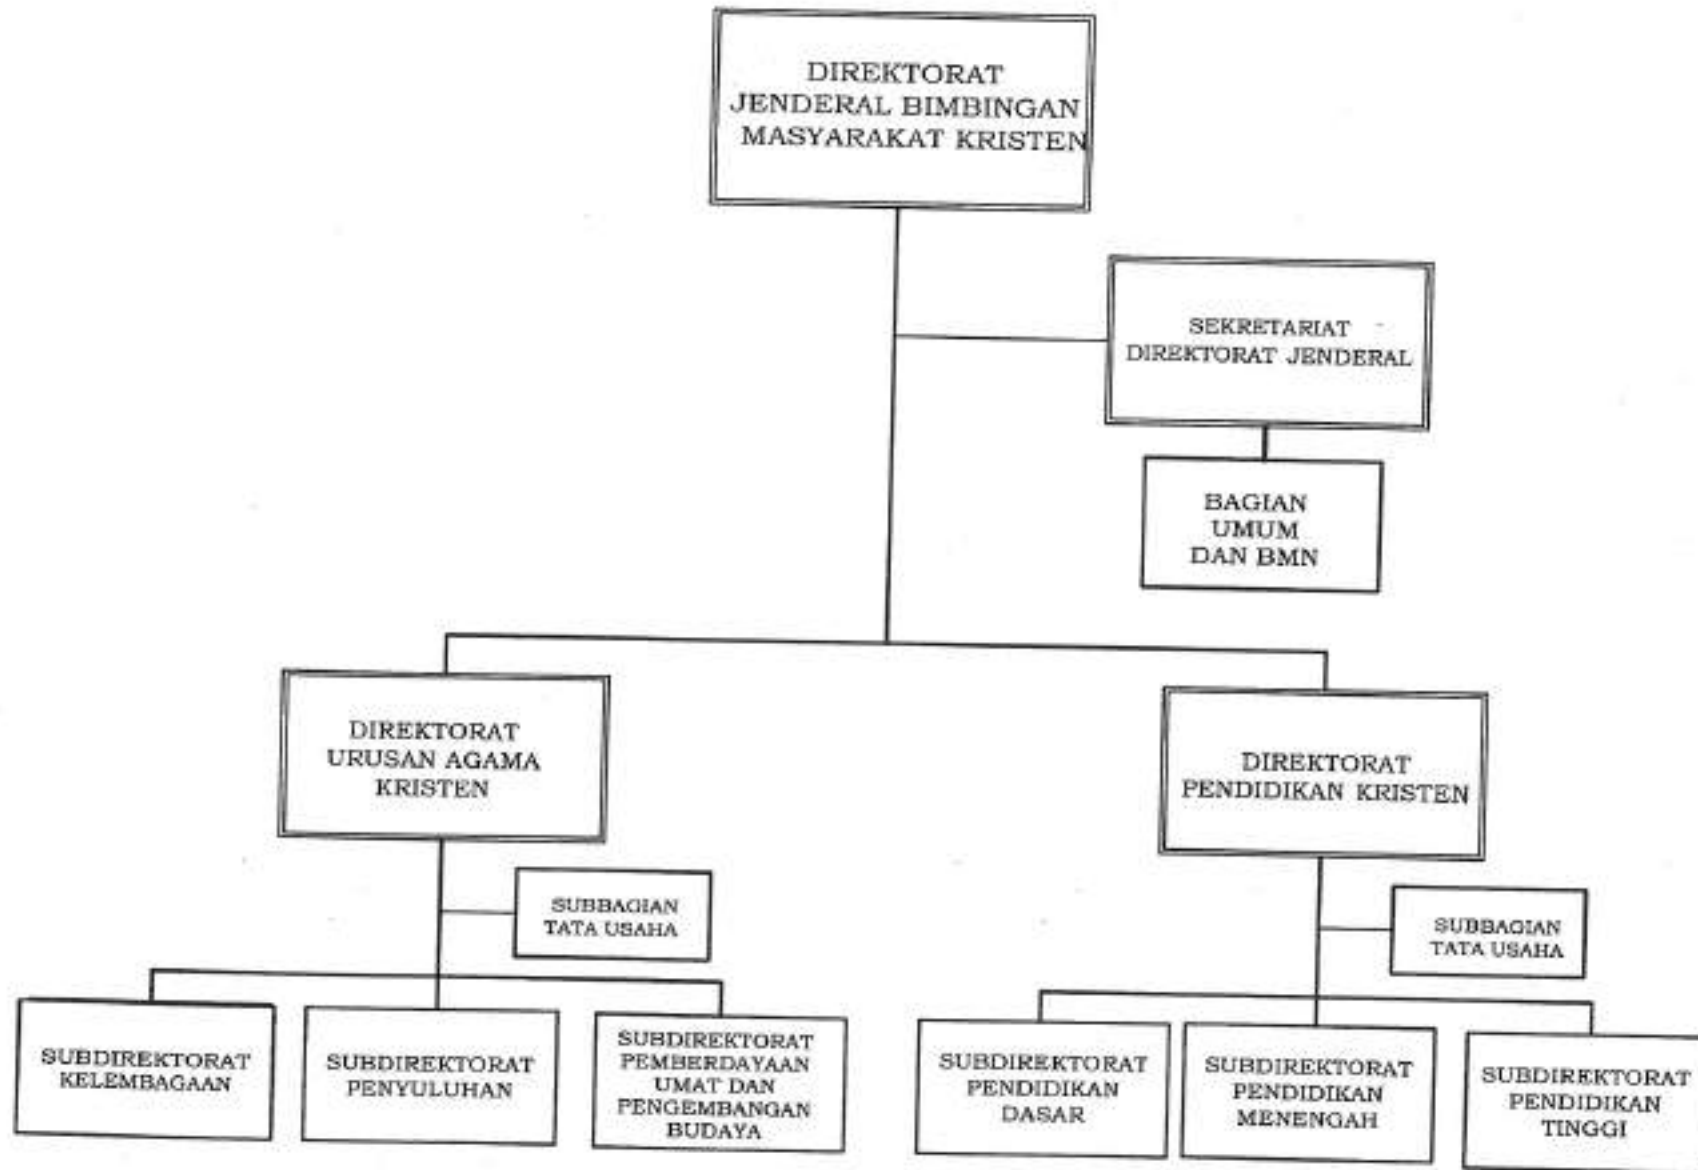 DIREKTORAT
JENDERAL BIMBINGAN
MASYARAKAT KRISTEN
SEKRETARIAT
DIREKTORAT JENDERAL
BAGIAN
UMUM
DAN BMN
DIREKTORAT
URUSAN AGAMA
KRISTEN
DIREKTORAT
PENDIDIKAN KRISTEN
SUBBAGIAN
TATA USAHA
SUBBAGIAN
TATA USAHA
SUBDIREKTORAT
KELEMBAGAAN
SUBDIREKTORAT
PENYULUHAN
SUBDIREKTORAT
PEMBERDAYAAN
UMAT DAN
PENGEMBANGAN
BUDAYA
SUBDIREKTORAT
PENDIDIKAN
DASAR
SUBDIREKTORAT
PENDIDIKAN
MENENGAH
SUBDIREKTORAT
PENDIDIKAN
TINGGI